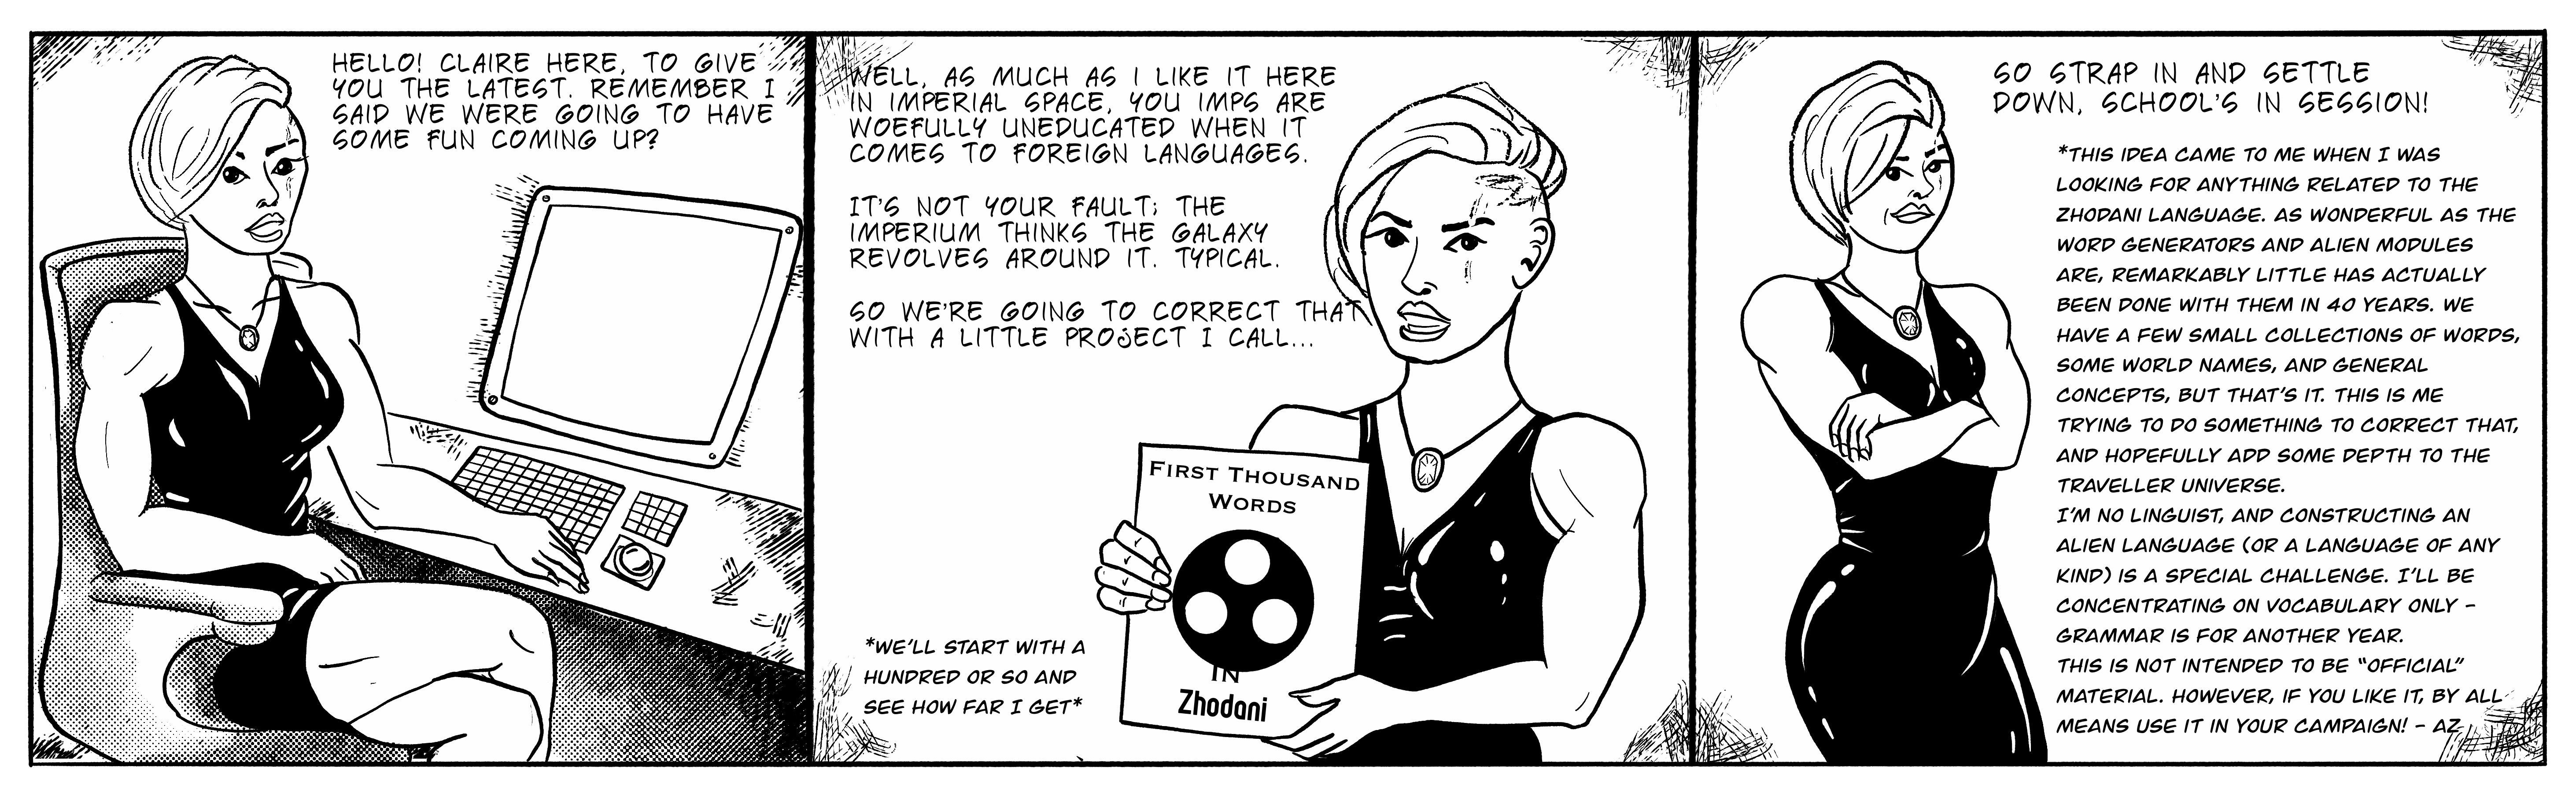 HELLO! CLAIRE HERE, TO GIVE
YOU THE LATEST. REMEMBER I
SAID WE WERE GOING TO HAVE
SOME FUN COMING UP?
WELL, AS MUCH AS I LIKE IT HERE
IN IMPERIAL SPACE, YOU IMPS ARE
WOEFULLY UNEDUCATED WHEN IT
COMES TO FOREIGN LANGUAGES.
IT'S NOT YOUR FAULT; THE
IMPERIUM THINKS THE GALAXY
REVOLVES AROUND IT. TYPICAL.
SO WE'RE GOING TO CORRECT THAT
WITH A LITTLE PROJECT I CALL...
FIRST THOUSAND
WORDS
IN
Zhodani
*WE'LL START WITH A
HUNDRED OR SO AND
SEE HOW FAR I GET*
SO STRAP IN AND SETTLE
DOWN, SCHOOL'S IN SESSION!
*THIS IDEA CAME TO ME WHEN I WAS
LOOKING FOR ANYTHING RELATED TO THE
ZHODANI LANGUAGE. AS WONDERFUL AS THE
WORD GENERATORS AND ALIEN MODULES
ARE, REMARKABLY LITTLE HAS ACTUALLY
BEEN DONE WITH THEM IN 40 YEARS. WE
HAVE A FEW SMALL COLLECTIONS OF WORDS,
SOME WORLD NAMES, AND GENERAL
CONCEPTS, BUT THAT'S IT. THIS IS ME
TRYING TO DO SOMETHING TO CORRECT THAT,
AND HOPEFULLY ADD SOME DEPTH TO THE
TRAVELLER UNIVERSE.
I'M NO LINGUIST, AND CONSTRUCTING AN
ALIEN LANGUAGE (OR A LANGUAGE OF ANY
KIND) IS A SPECIAL CHALLENGE. I'LL BE
CONCENTRATING ON VOCABULARY ONLY -
GRAMMAR IS FOR ANOTHER YEAR.
THIS IS NOT INTENDED TO BE "OFFICIAL"
MATERIAL. HOWEVER, IF YOU LIKE IT, BY ALL
MEANS USE IT IN YOUR CAMPAIGN! - AZ